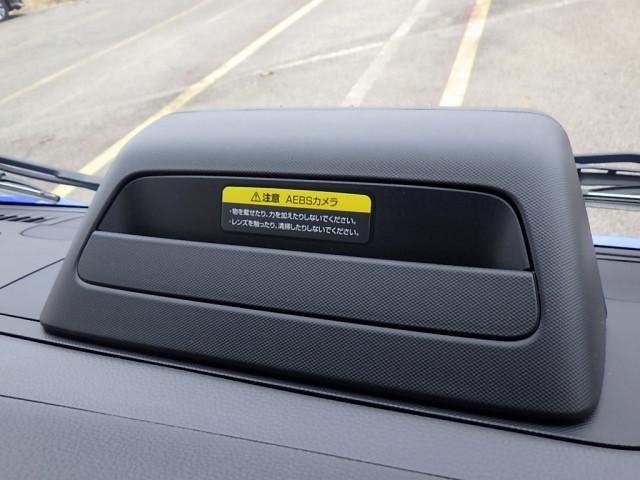 ⚠注意 AEBSカメラ
・物を載せたり、力を加えたりしないでください。
・レンズを触ったり、清掃したりしないでください。